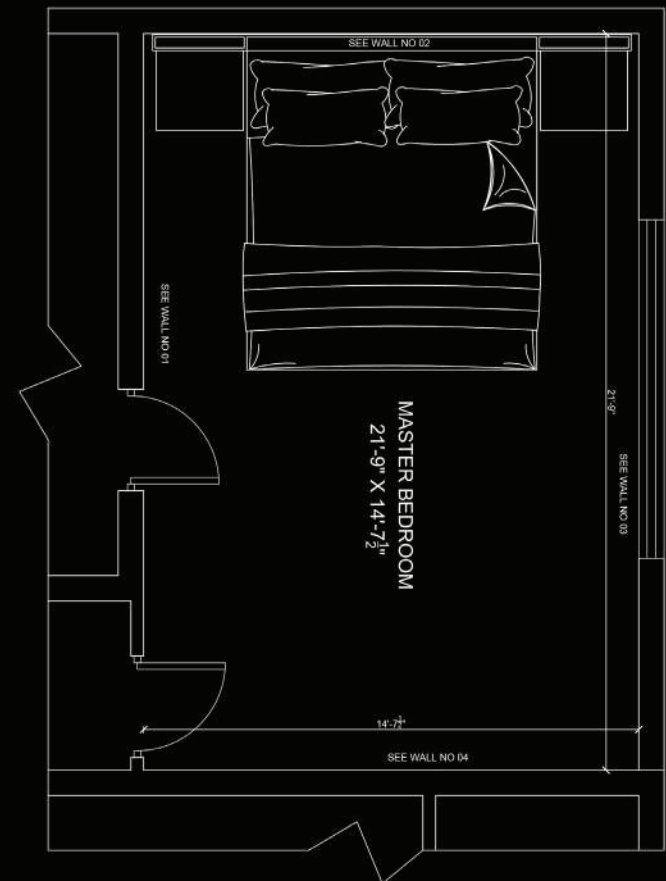 SEE WALL NO 02
SEE WALL NO 01
MASTER BEDROOM
21'-9" X 14'-7½"
21'-9"
SEE WALL NO 03
14'-7½"
SEE WALL NO 04